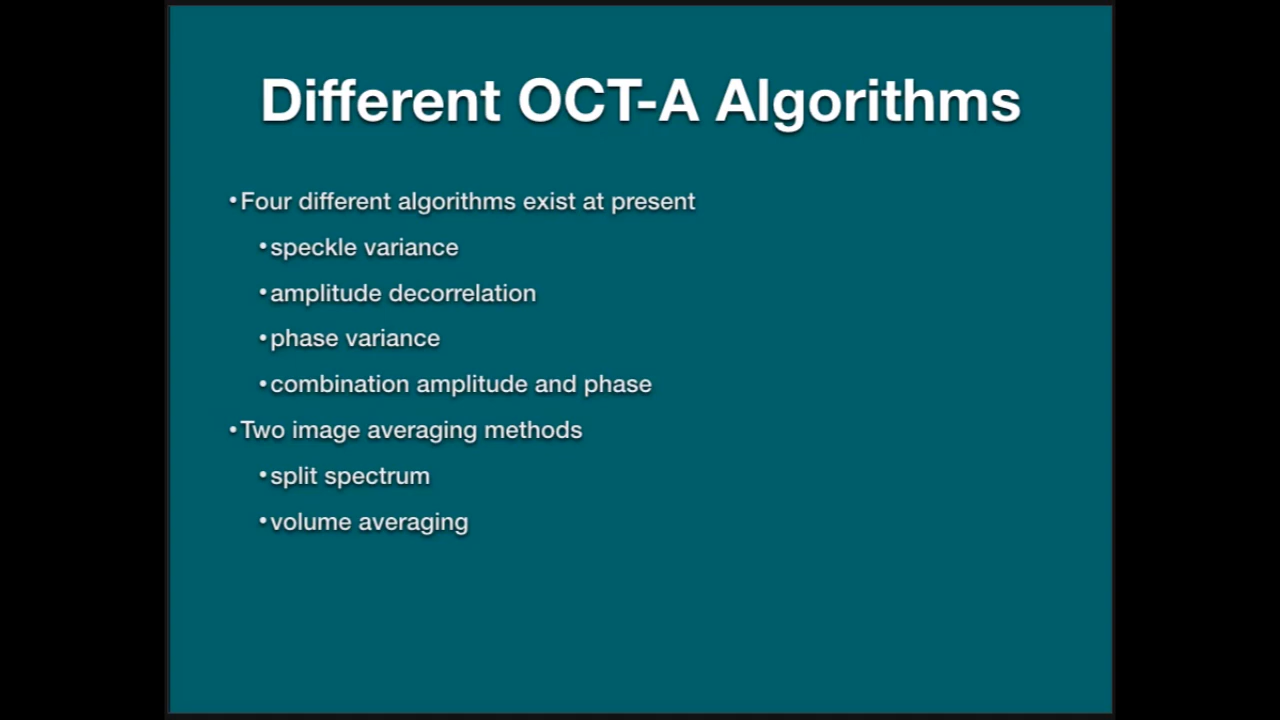 Different OCT-A Algorithms
•Four different algorithms exist at present
•speckle variance
•amplitude decorrelation
•phase variance
•combination amplitude and phase
•Two image averaging methods
•split spectrum
•volume averaging